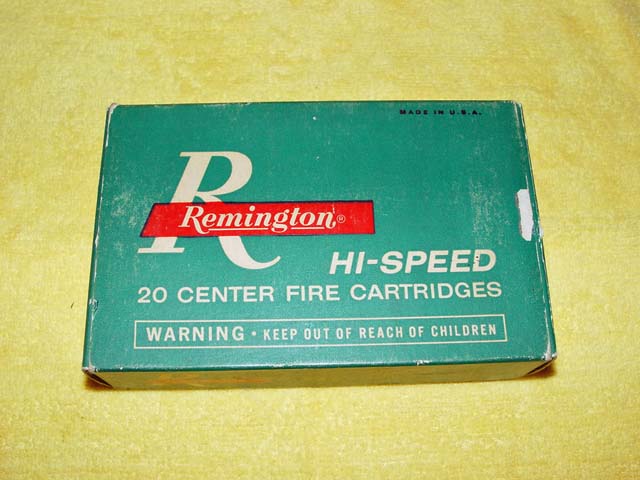 MADE IN U.S.A.
R
Remington®
HI-SPEED
20 CENTER FIRE CARTRIDGES
WARNING • KEEP OUT OF REACH OF CHILDREN